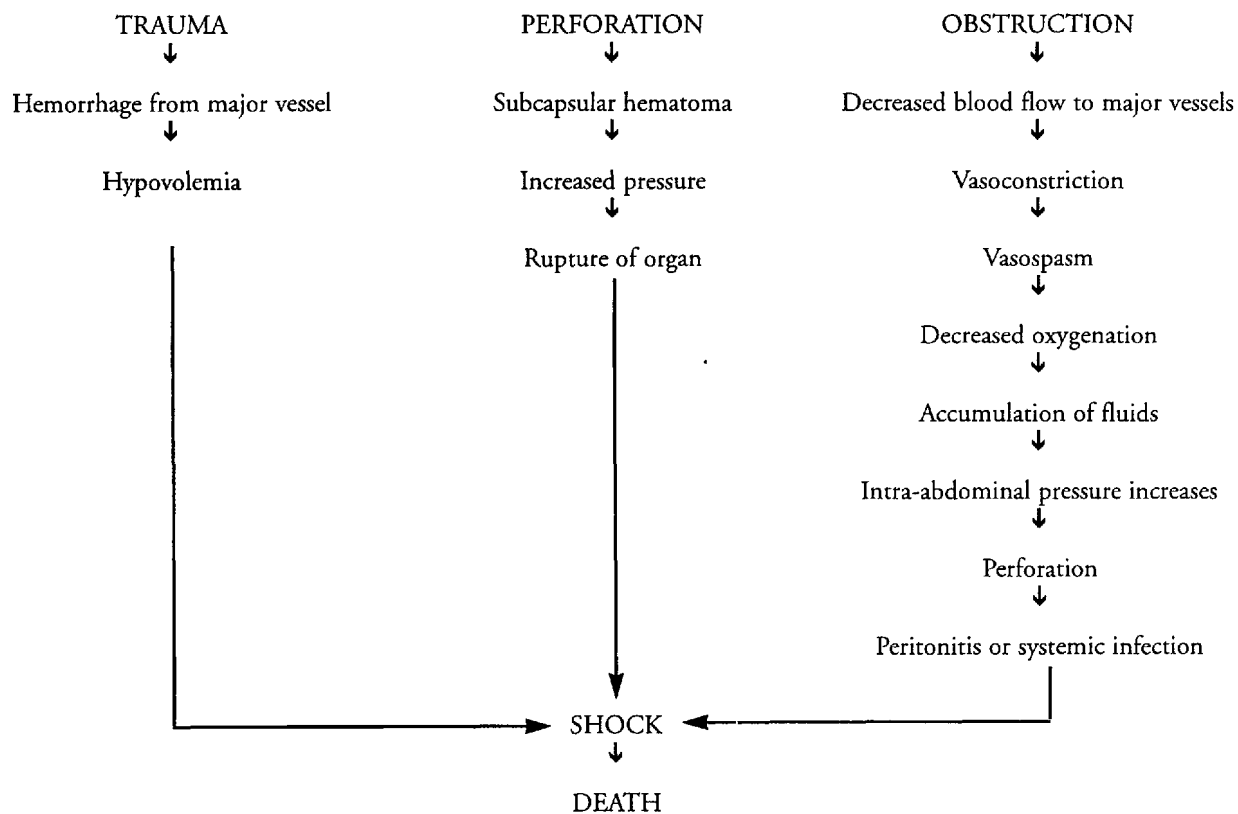 TRAUMA
Hemorrhage from major vessel
Hypovolemia
PERFORATION
Subcapsular hematoma
Increased pressure
Rupture of organ
OBSTRUCTION
Decreased blood flow to major vessels
Vasoconstriction
Vasospasm
Decreased oxygenation
Accumulation of fluids
Intra-abdominal pressure increases
Perforation
Peritonitis or systemic infection
SHOCK
DEATH